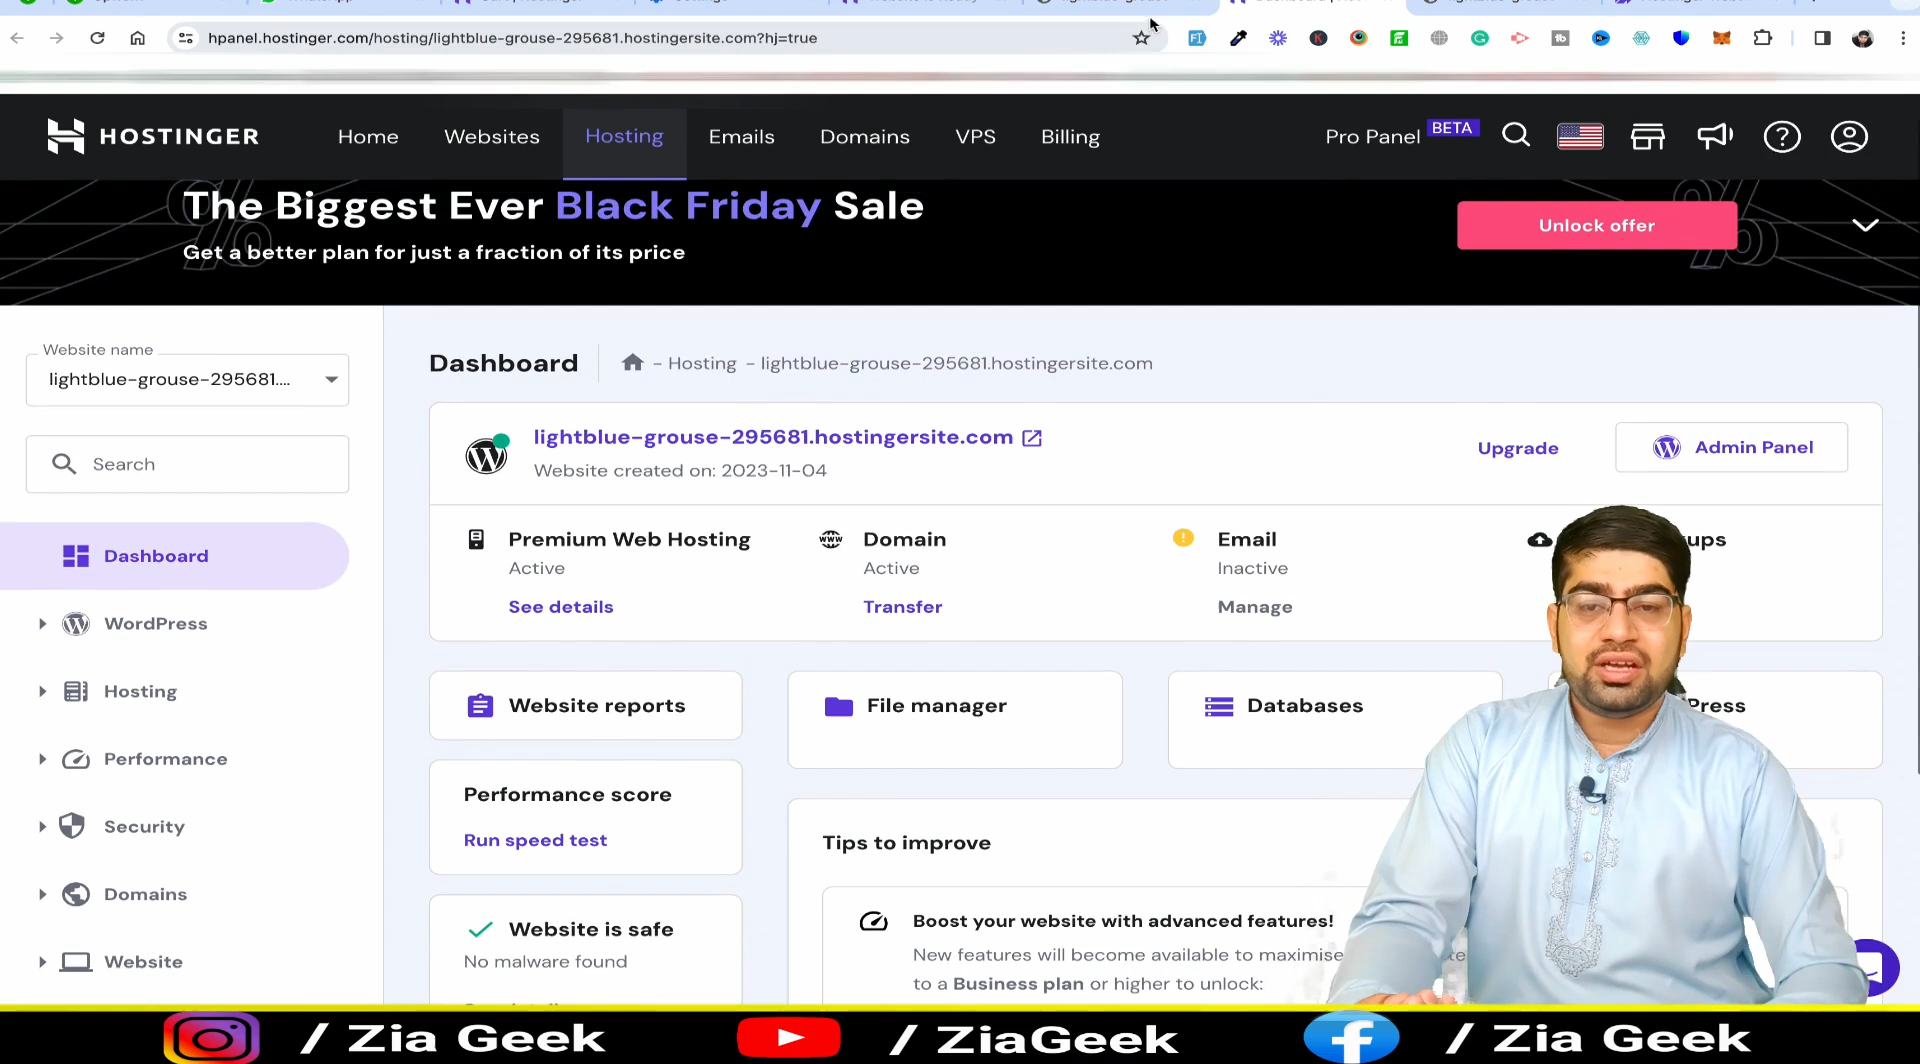 hpanel.hostinger.com/hosting/lightblue-grouse-295681.hostingersite.com?hj=true
HOSTINGER
Home
Websites
Hosting
Emails
Domains
VPS
Billing
Pro Panel BETA
The Biggest Ever Black Friday Sale
Get a better plan for just a fraction of its price
Unlock offer
Website name
lightblue-grouse-295681....
Search
Dashboard
WordPress
Hosting
Performance
Security
Domains
Website
Dashboard
- Hosting - lightblue-grouse-295681.hostingersite.com
lightblue-grouse-295681.hostingersite.com
Website created on: 2023-11-04
Upgrade
Admin Panel
Premium Web Hosting
Active
See details
Domain
Active
Transfer
Email
Inactive
Manage
Website reports
File manager
Databases
Performance score
Run speed test
Website is safe
No malware found
Tips to improve
Boost your website with advanced features!
New features will become available to maximise
to a Business plan or higher to unlock:
/ Zia Geek
/ ZiaGeek
/ Zia Geek